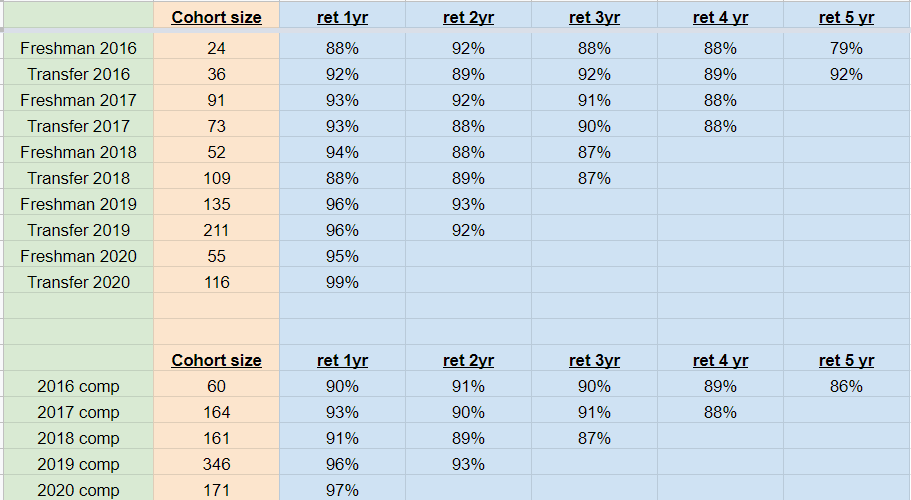 Cohort size ret 1yr ret 2yr ret 3yr ret 4 yr ret 5 yr
Freshman 2016 24 88% 92% 88% 88% 79%
Transfer 2016 36 92% 89% 92% 89% 92%
Freshman 2017 91 93% 92% 91% 88%
Transfer 2017 73 93% 88% 90% 88%
Freshman 2018 52 94% 88% 87%
Transfer 2018 109 88% 89% 87%
Freshman 2019 135 96% 93%
Transfer 2019 211 96% 92%
Freshman 2020 55 95%
Transfer 2020 116 99%
Cohort size ret 1yr ret 2yr ret 3yr ret 4 yr ret 5 yr
2016 comp 60 90% 91% 90% 89% 86%
2017 comp 164 93% 90% 91% 88%
2018 comp 161 91% 89% 87%
2019 comp 346 96% 93%
2020 comp 171 97%